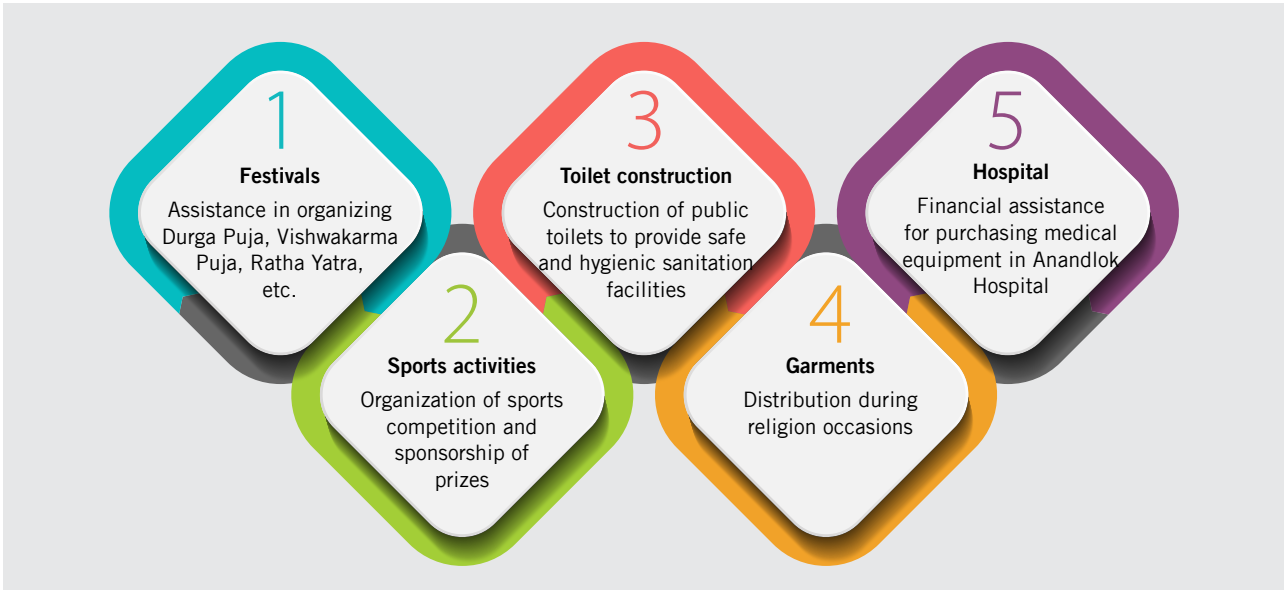 1
Festivals
Assistance in organizing
Durga Puja, Vishwakarma
Puja, Ratha Yatra,
etc.
2
Sports activities
Organization of sports
competition and
sponsorship of
prizes
3
Toilet construction
Construction of public
toilets to provide safe
and hygienic sanitation
facilities
4
Garments
Distribution during
religion occasions
5
Hospital
Financial assistance
for purchasing medical
equipment in Anandlok
Hospital